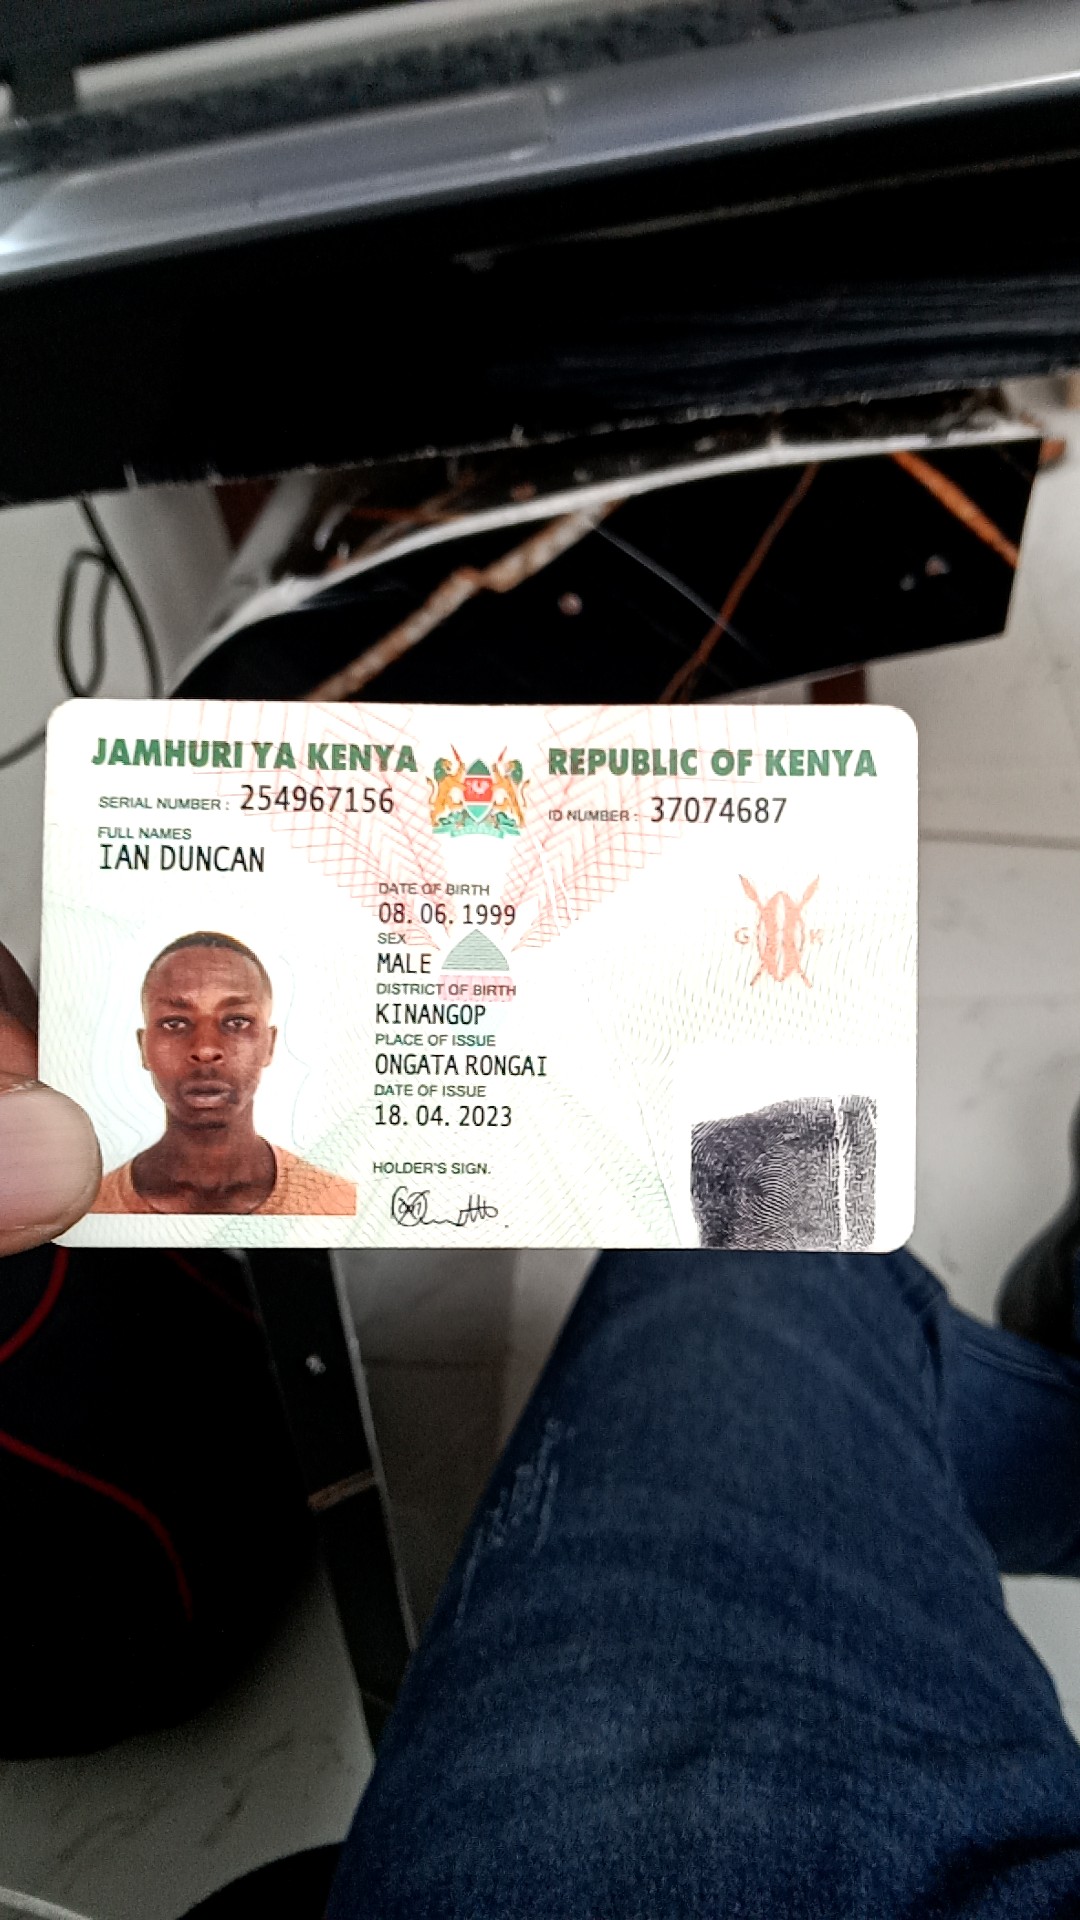 JAMHURI YA KENYA
REPUBLIC OF KENYA
SERIAL NUMBER: 254967156
ID NUMBER: 37074687
FULL NAMES
IAN DUNCAN
DATE OF BIRTH
08. 06. 1999
SEX
MALE
DISTRICT OF BIRTH
KINANGOP
PLACE OF ISSUE
ONGATA RONGAI
DATE OF ISSUE
18. 04. 2023
HOLDER'S SIGN.
G K